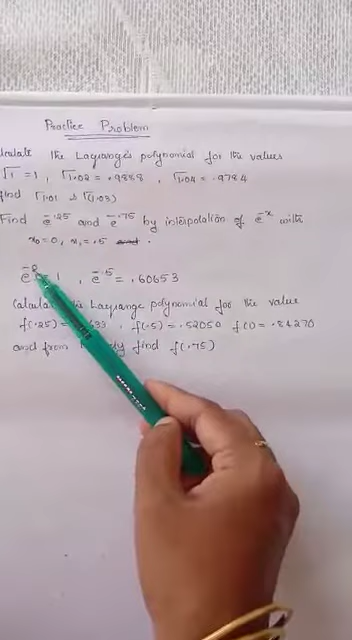 Practice Problem
calculate the Lagrange's polynomial for the values
√1 = 1, √1.02 = .9888, √1.04 = .9784
find √1.01 & √(1.03)
Find e^-.25 and e^-.75 by interpolation of e^-x with
x₀=0, x₁=.5
= 1, e^-.5 = .60653
the Lagrange polynomial for the value
f(.25)= f(.5)= .52050 f(1)= .84270
and from find f(.75)